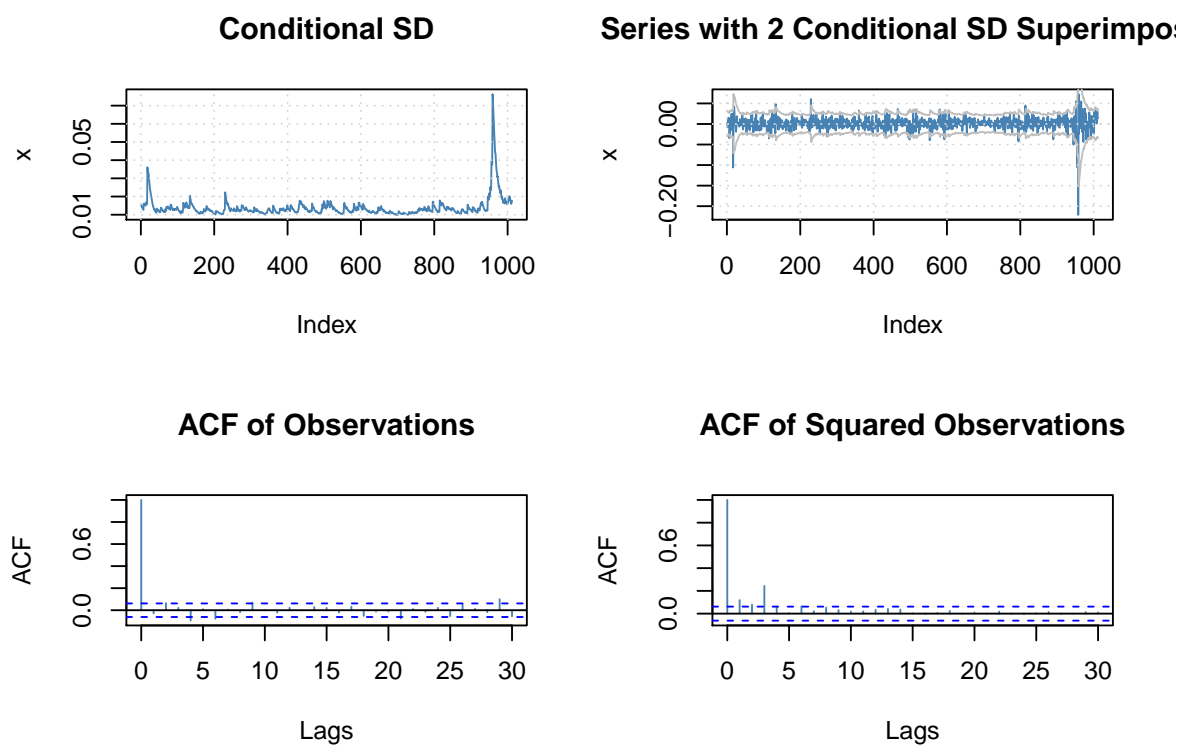 Conditional SD
x
0.01 0.05
0 200 400 600 800 1000
Index
Series with 2 Conditional SD Superimpos
x
−0.20 0.00
0 200 400 600 800 1000
Index
ACF of Observations
ACF
0.0 0.6
0 5 10 15 20 25 30
Lags
ACF of Squared Observations
ACF
0.0 0.6
0 5 10 15 20 25 30
Lags